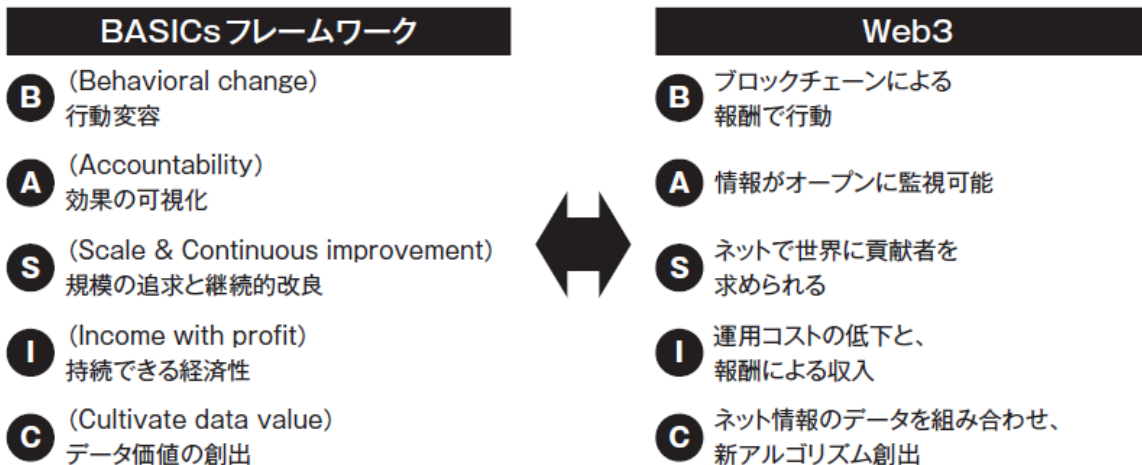 BASICsフレームワーク
B
(Behavioral change)
行動変容
A
(Accountability)
効果の可視化
S
(Scale & Continuous improvement)
規模の追求と継続的改良
I
(Income with profit)
持続できる経済性
C
(Cultivate data value)
データ価値の創出
Web3
B
ブロックチェーンによる
報酬で行動
A
情報がオープンに監視可能
S
ネットで世界に貢献者を
求められる
I
運用コストの低下と、
報酬による収入
C
ネット情報のデータを組み合わせ、
新アルゴリズム創出